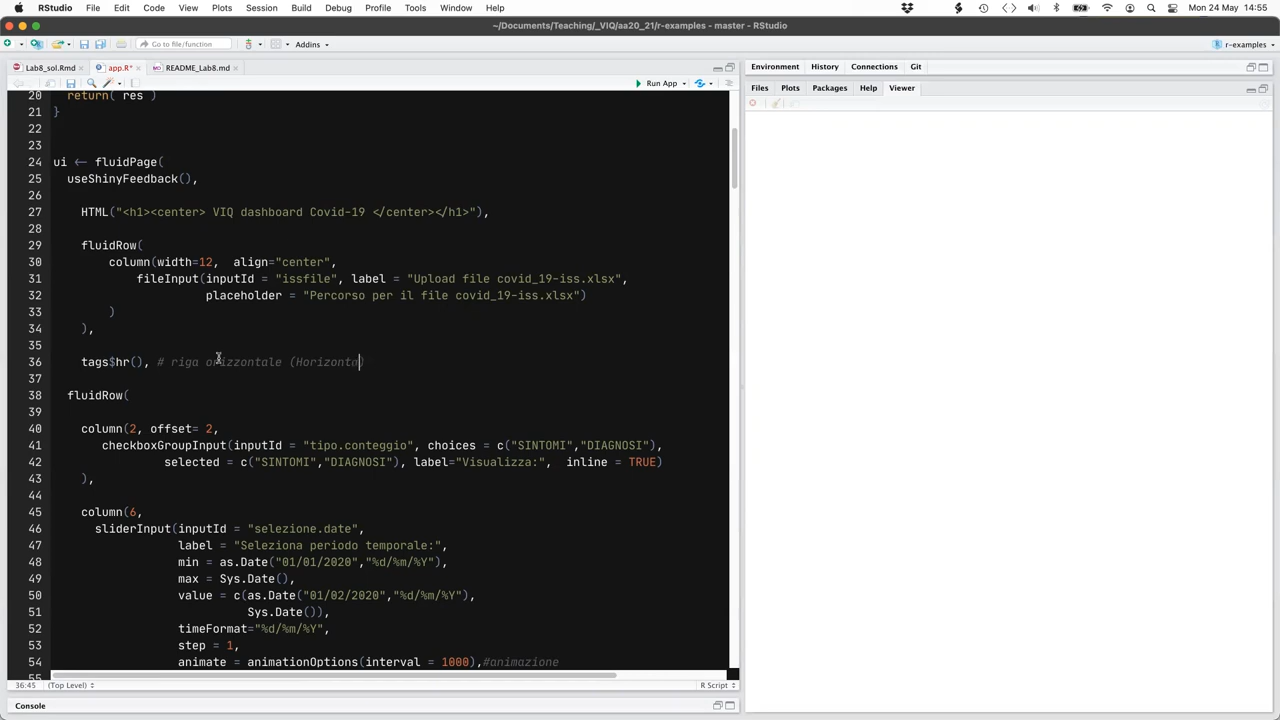 RStudio File Edit Code View Plots Session Build Debug Profile Tools Window Help Mon 24 May 14:55
~/Documents/Teaching/_VIQ/aa20_21/r-examples - master - RStudio
Go to file/function Addins r-examples
Lab8_sol.Rmd app.R* README_Lab8.md
Run App
20 return( res )
21 }
22
23
24 ui ← fluidPage(
25 useShinyFeedback(),
26
27 HTML("<h1><center> VIQ dashboard Covid-19 </center></h1>"),
28
29 fluidRow(
30 column(width=12, align="center",
31 fileInput(inputId = "issfile", label = "Upload file covid_19-iss.xlsx",
32 placeholder = "Percorso per il file covid_19-iss.xlsx")
33 )
34 ),
35
36 tags$hr(), # riga orizzontale (Horizonta)
37
38 fluidRow(
39
40 column(2, offset= 2,
41 checkboxGroupInput(inputId = "tipo.conteggio", choices = c("SINTOMI","DIAGNOSI"),
42 selected = c("SINTOMI","DIAGNOSI"), label="Visualizza:", inline = TRUE)
43 ),
44
45 column(6,
46 sliderInput(inputId = "selezione.date",
47 label = "Seleziona periodo temporale:",
48 min = as.Date("01/01/2020","%d/%m/%Y"),
49 max = Sys.Date(),
50 value = c(as.Date("01/02/2020","%d/%m/%Y"),
51 Sys.Date()),
52 timeFormat="%d/%m/%Y",
53 step = 1,
54 animate = animationOptions(interval = 1000),#animazione
55
36:45 (Top Level) R Script
Console
Environment History Connections Git
Files Plots Packages Help Viewer